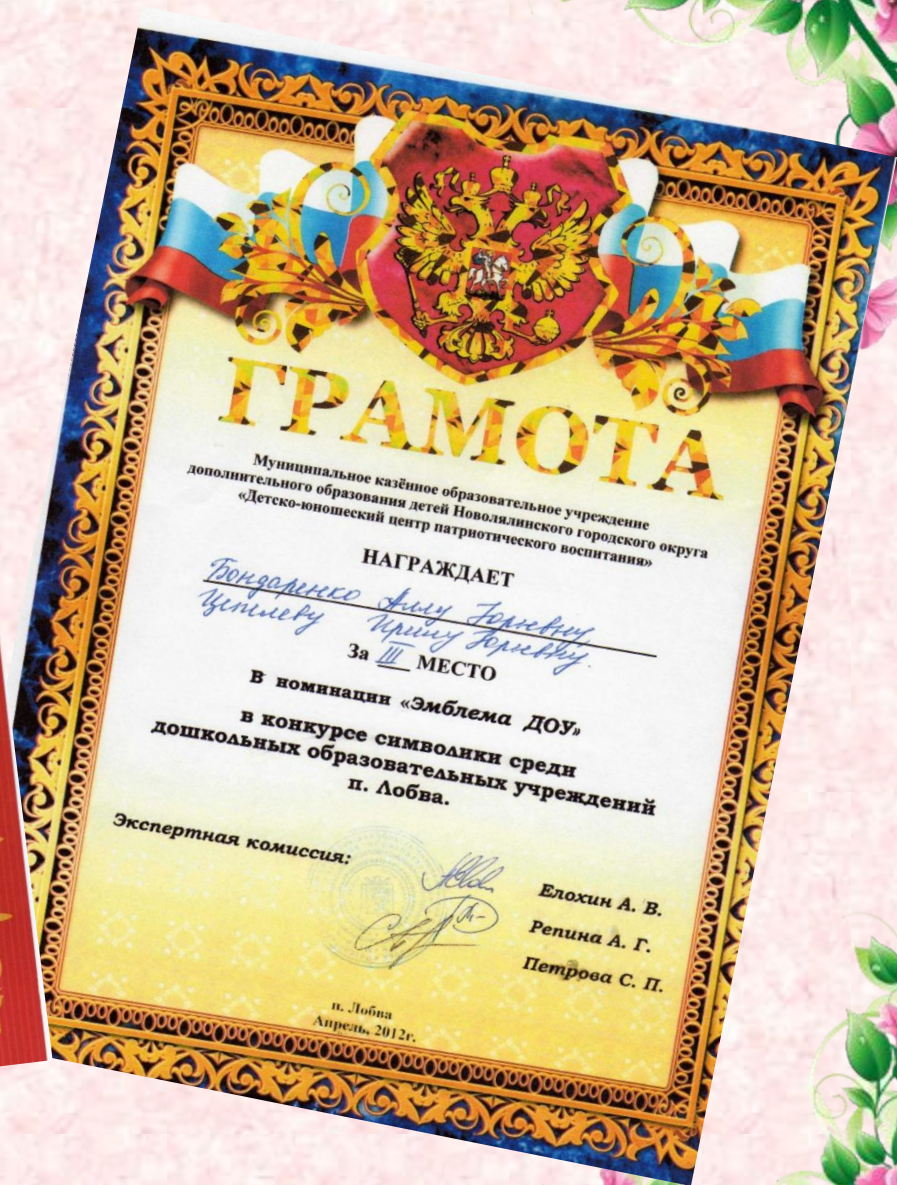 ГРАМОТА
Муниципальное казённое образовательное учреждение
дополнительного образования детей Новолялинского городского округа
«Детско-юношеский центр патриотического воспитания»
НАГРАЖДАЕТ
Бондаренко Аллу Юрьевну,
Цепелеву Ирину Юрьевну.
За III МЕСТО
В номинации «Эмблема ДОУ»
в конкурсе символики среди
дошкольных образовательных учреждений
п. Лобва.
Экспертная комиссия:
Елохин А. В.
Репина А. Г.
Петрова С. П.
п. Лобва
Апрель, 2012г.